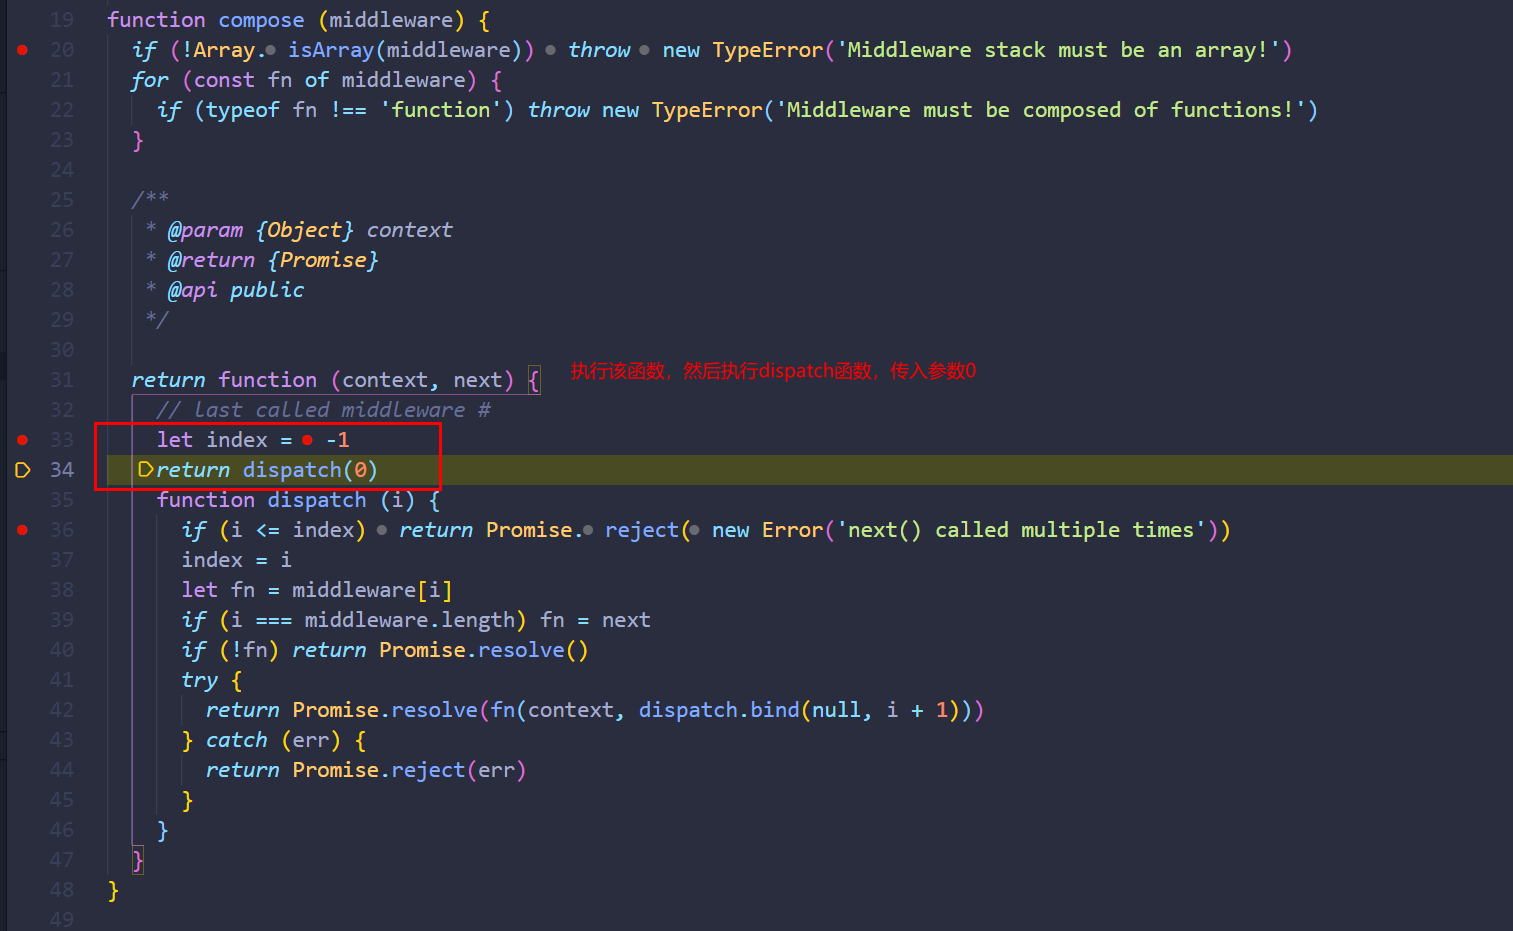 19 function compose (middleware) {
20 if (!Array. isArray(middleware)) throw new TypeError('Middleware stack must be an array!')
21 for (const fn of middleware) {
22 if (typeof fn !== 'function') throw new TypeError('Middleware must be composed of functions!')
23 }
24
25 /**
26 * @param {Object} context
27 * @return {Promise}
28 * @api public
29 */
30
31 return function (context, next) { 执行该函数，然后执行dispatch函数，传入参数0
32 // last called middleware #
33 let index = -1
34 return dispatch(0)
35 function dispatch (i) {
36 if (i <= index) return Promise. reject( new Error('next() called multiple times'))
37 index = i
38 let fn = middleware[i]
39 if (i === middleware.length) fn = next
40 if (!fn) return Promise.resolve()
41 try {
42 return Promise.resolve(fn(context, dispatch.bind(null, i + 1)))
43 } catch (err) {
44 return Promise.reject(err)
45 }
46 }
47 }
48 }
49